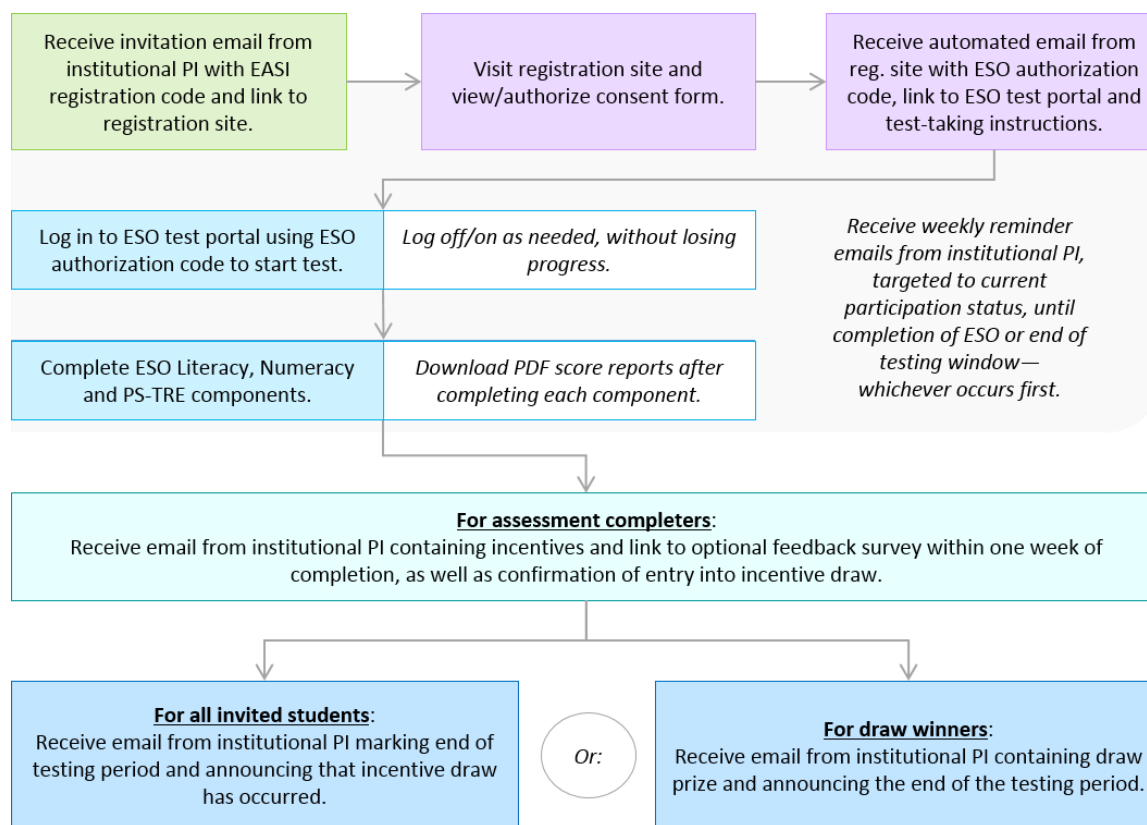 Receive invitation email from
institutional PI with EASI
registration code and link to
registration site.
Visit registration site and
view/authorize consent form.
Receive automated email from
reg. site with ESO authorization
code, link to ESO test portal and
test-taking instructions.
Log in to ESO test portal using ESO
authorization code to start test.
Log off/on as needed, without losing
progress.
Receive weekly reminder
emails from institutional PI,
targeted to current
participation status, until
completion of ESO or end of
testing window—
whichever occurs first.
Complete ESO Literacy, Numeracy
and PS-TRE components.
Download PDF score reports after
completing each component.
For assessment completers:
Receive email from institutional PI containing incentives and link to optional feedback survey within one week of
completion, as well as confirmation of entry into incentive draw.
For all invited students:
Receive email from institutional PI marking end of
testing period and announcing that incentive draw
has occurred.
Or:
For draw winners:
Receive email from institutional PI containing draw
prize and announcing the end of the testing period.